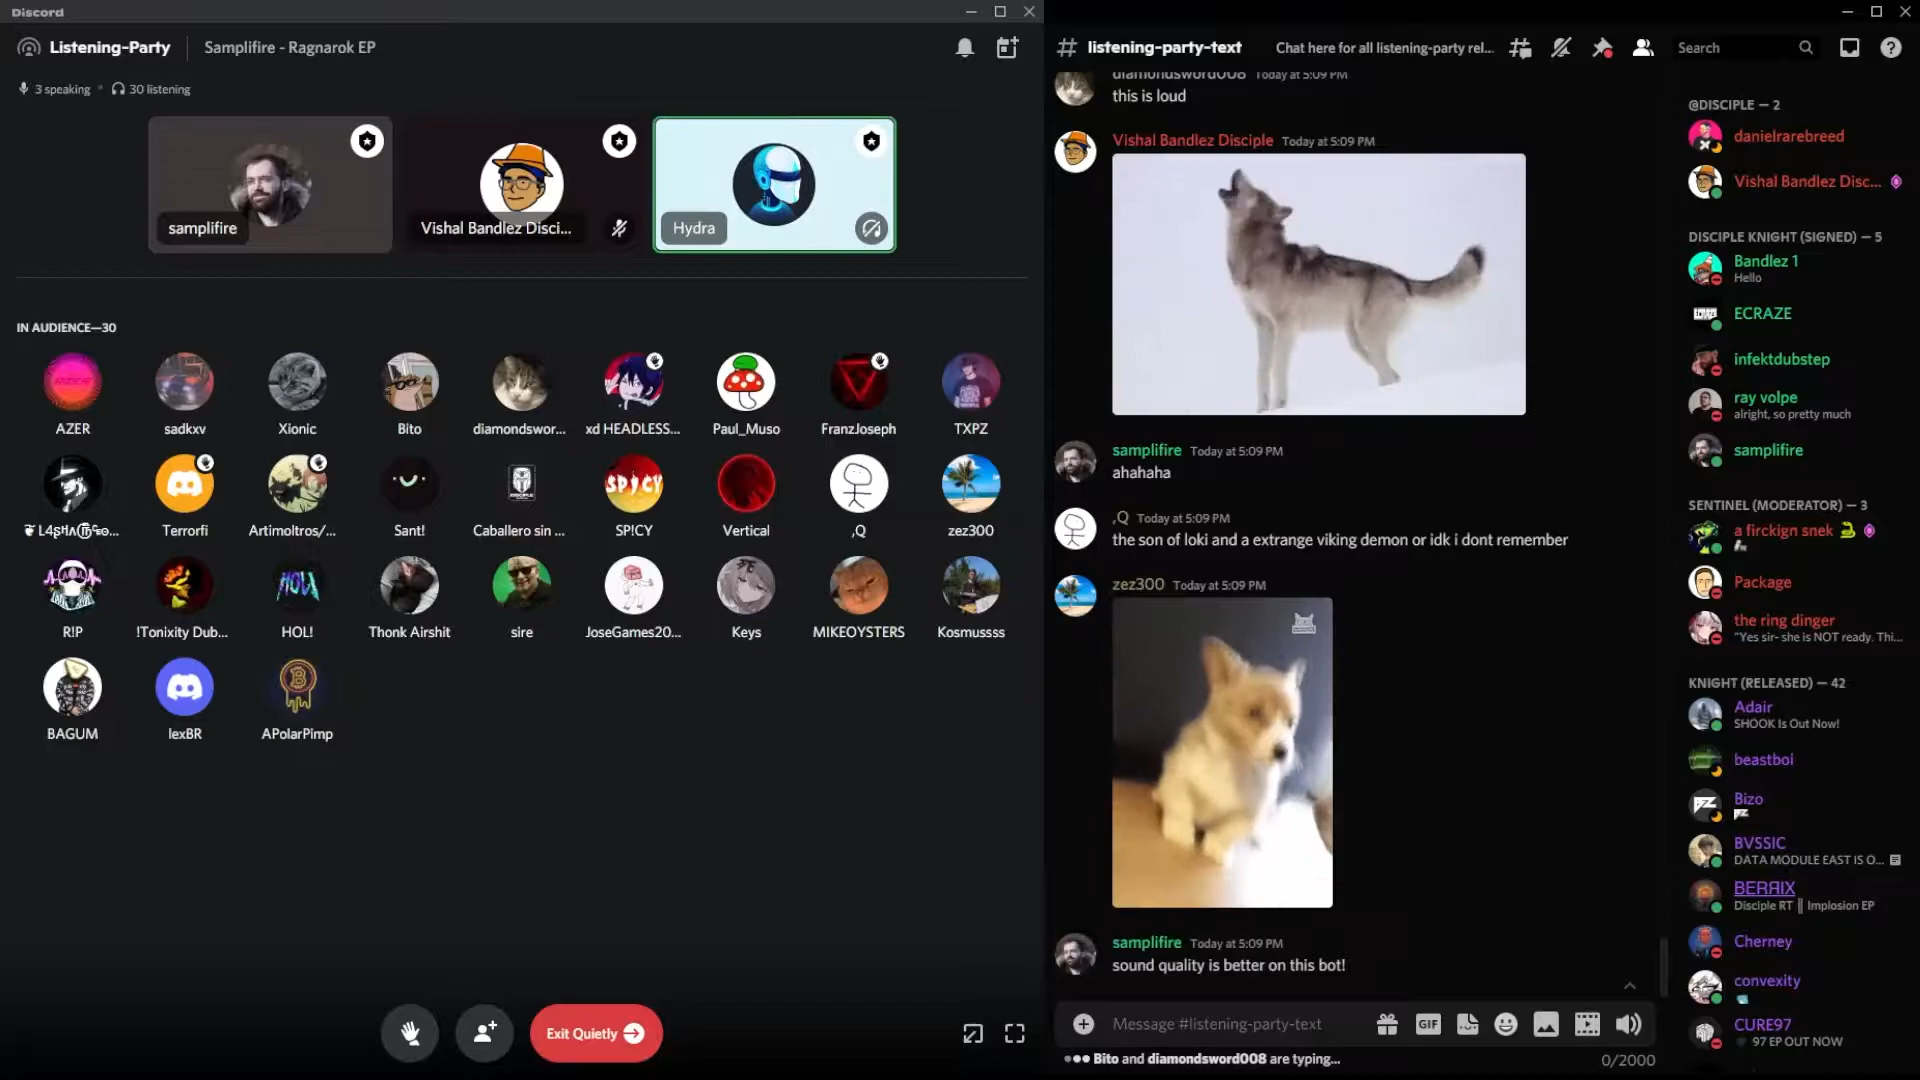 Discord
Listening-Party
Samplifire - Ragnarok EP
3 speaking
30 listening
samplifire
Vishal Bandlez Disci...
Hydra
IN AUDIENCE—30
AZER
sadkxv
Xionic
Bito
diamondswor...
xd HEADLESS...
Paul_Muso
FranzJoseph
TXPZ
Terrorfi
Artimoltros/...
Sant!
Caballero sin ...
SPICY
SP!CY
Vertical
,Q
zez300
R!P
!Tonixity Dub...
HOL!
Thonk Airshit
sire
JoseGames20...
Keys
MIKEOYSTERS
Kosmussss
BAGUM
lexBR
APolarPimp
Exit Quietly
listening-party-text
Chat here for all listening-party rel...
Search
diamondsword008 Today at 5:09 PM
this is loud
Vishal Bandlez Disciple Today at 5:09 PM
samplifire Today at 5:09 PM
ahahaha
,Q Today at 5:09 PM
the son of loki and a extrange viking demon or idk i dont remember
zez300 Today at 5:09 PM
samplifire Today at 5:09 PM
sound quality is better on this bot!
Message #listening-party-text
GIF
Bito and diamondsword008 are typing...
0/2000
@DISCIPLE — 2
danielrarebreed
Vishal Bandlez Disc...
DISCIPLE KNIGHT (SIGNED) — 5
Bandlez 1
Hello
ECRAZE
infektdubstep
ray volpe
alright, so pretty much
samplifire
SENTINEL (MODERATOR) — 3
a firckign snek
Package
the ring dinger
"Yes sir- she is NOT ready. Thi...
KNIGHT (RELEASED) — 42
Adair
SHOOK Is Out Now!
beastboi
Bizo
BVSSIC
DATA MODULE EAST IS O...
BERЯIX
Disciple RT || Implosion EP
Cherney
convexity
CURE97
97 EP OUT NOW